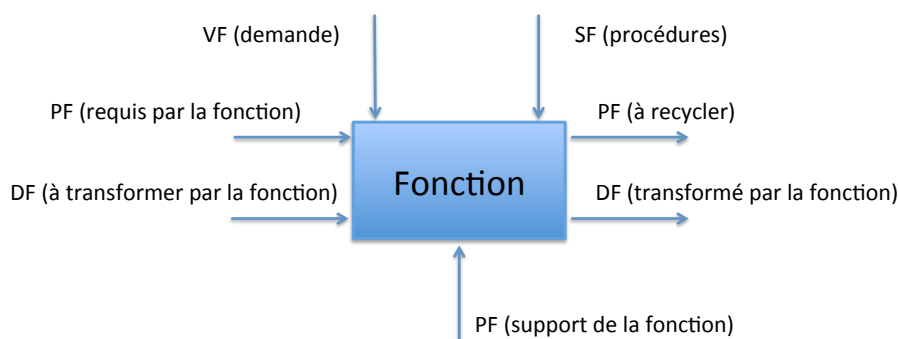 VF (demande)
SF (procédures)
PF (requis par la fonction)
PF (à recycler)
Fonction
DF (à transformer par la fonction)
DF (transformé par la fonction)
PF (support de la fonction)